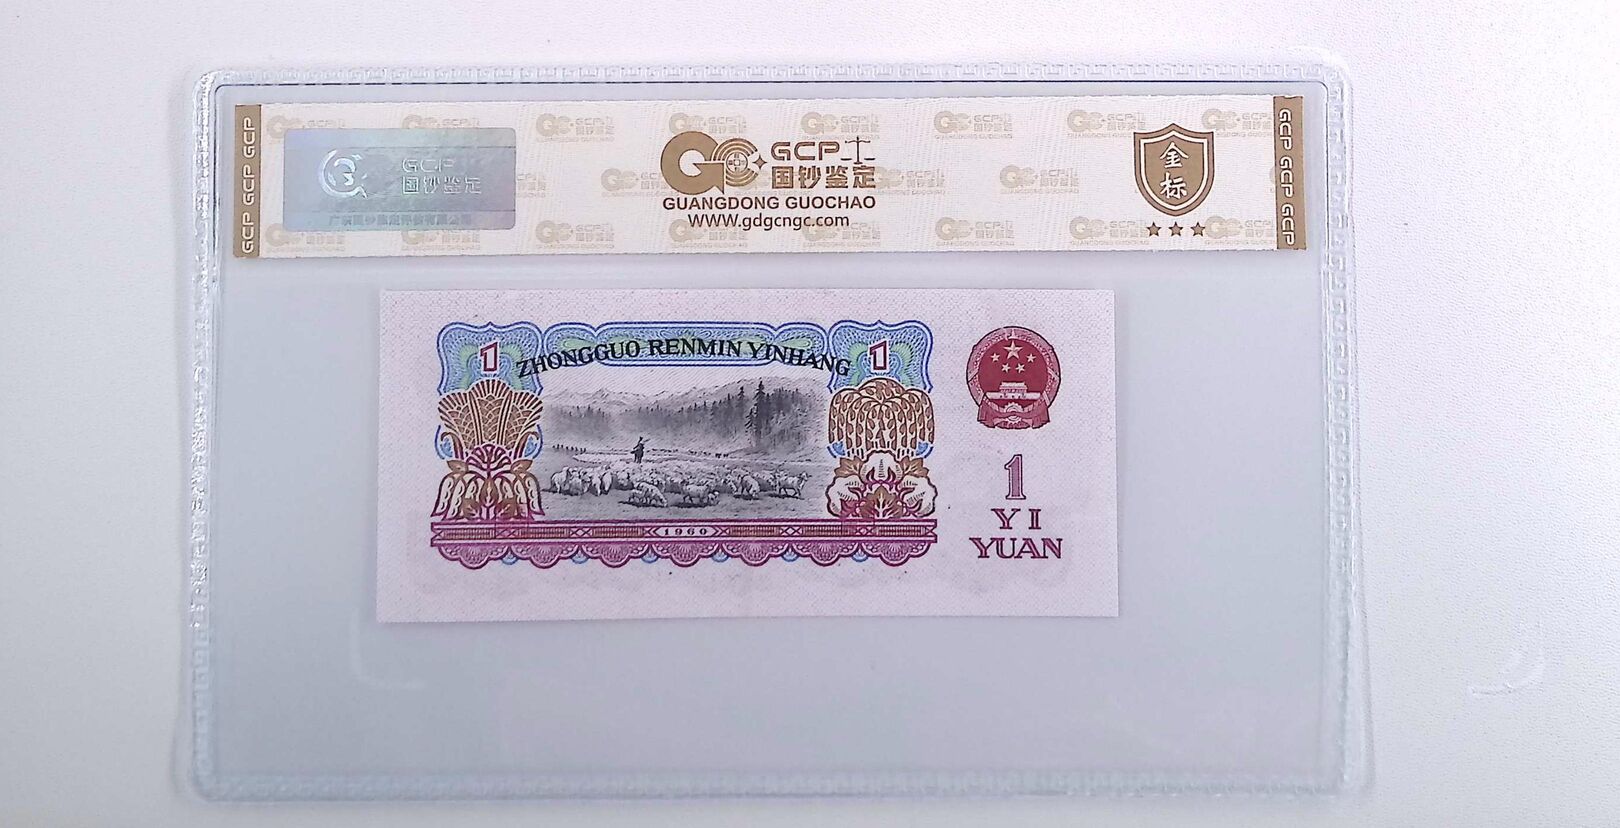 GCP GCP GCP
GCP
国钞鉴定
GCP
国钞鉴定
GUANGDONG GUOCHAO
WWW.gdgcngc.com
金
标
GCP GCP GCP
1
ZHONGGUO RENMIN YINHANG
1
1960
1
YI
YUAN